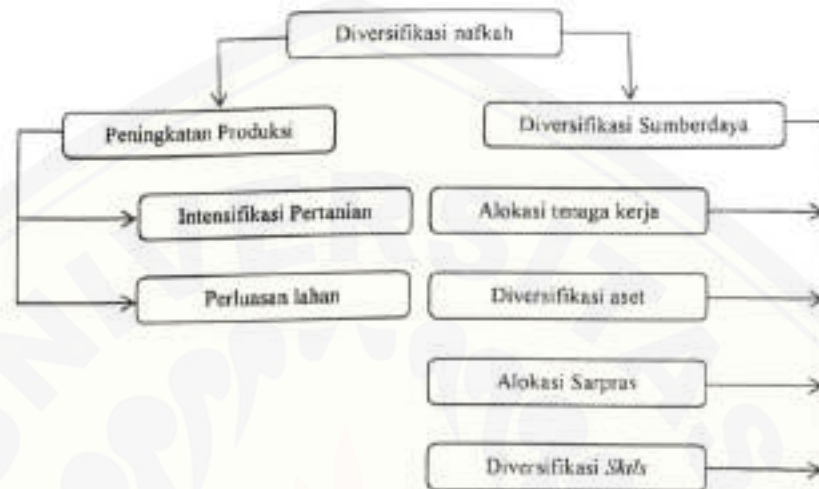 Diversifikasi nafkah
Peningkatan Produksi
Diversifikasi Sumberdaya
Intensifikasi Pertanian
Alokasi tenaga kerja
Perluasan lahan
Diversifikasi aset
Alokasi Sarpras
Diversifikasi Skils
UNIVERSITAS